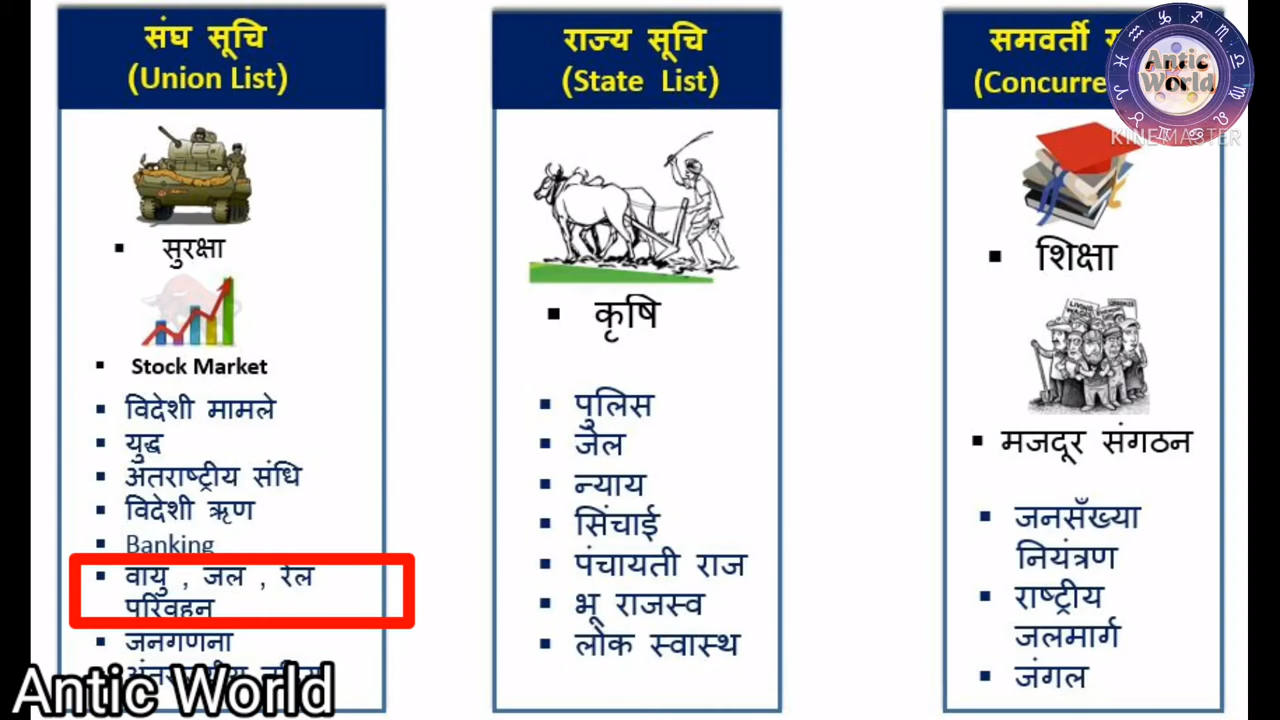 संघ सूचि
(Union List)
सुरक्षा
Stock Market
विदेशी मामले
युद्ध
अंतराष्ट्रीय संधि
विदेशी ऋण
Banking
वायु , जल , रेल
परिवहन
जनगणना
राज्य सूचि
(State List)
कृषि
पुलिस
जेल
न्याय
सिंचाई
पंचायती राज
भू राजस्व
लोक स्वास्थ
समवर्ती
शिक्षा
LIVING
मजदूर संगठन
जनसँख्या
नियंत्रण
राष्ट्रीय
जलमार्ग
जंगल
Antic
World
KINEMASTER
Antic World